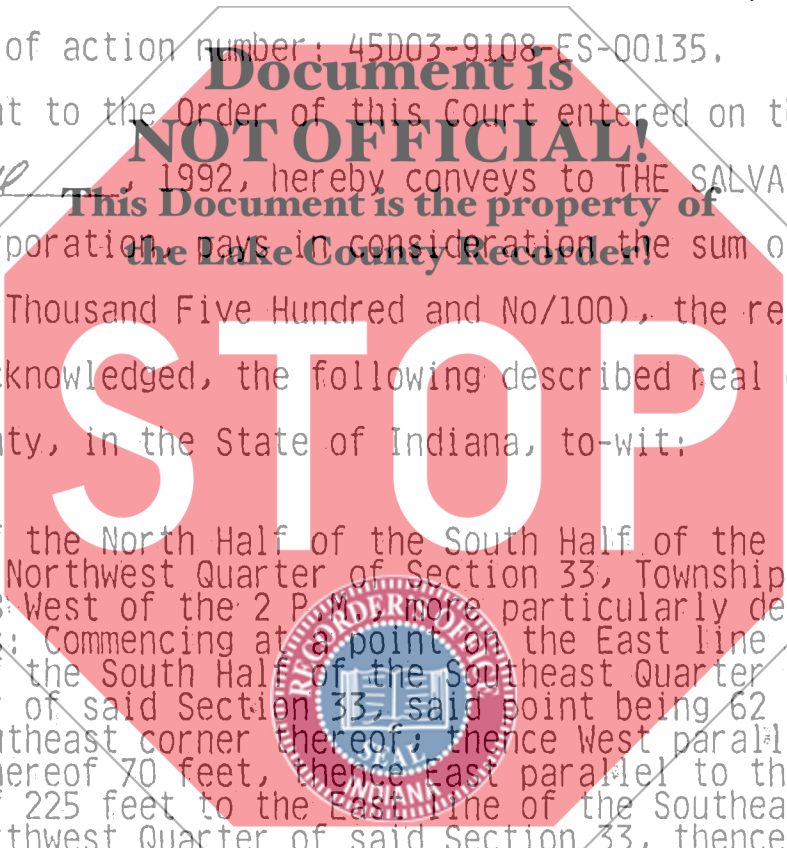 of action number: 45D03-9108-ES-00135.
Document is
nt to the Order of this Court entered on t
NOT OFFICIAL!
, 1992, hereby conveys to THE SALVA
This Document is the property of
poration, pays in consideration the sum o
the Lake County Recorder!
Thousand Five Hundred and No/100), the re
cknowledged, the following described real
STOP
ty, in the State of Indiana, to-wit:
the North Half of the South Half of the
Northwest Quarter of Section 33, Township
West of the 2 P.M., more particularly de
: Commencing at a point on the East line
the South Half of the Southeast Quarter
of said Section 33, said point being 62
theast corner thereof; thence West parall
hereof 70 feet, thence East parallel to th
225 feet to the East line of the Southea
thwest Quarter of said Section 33, thence
RECORDER'S OFFICE
SEAL
INDIANA